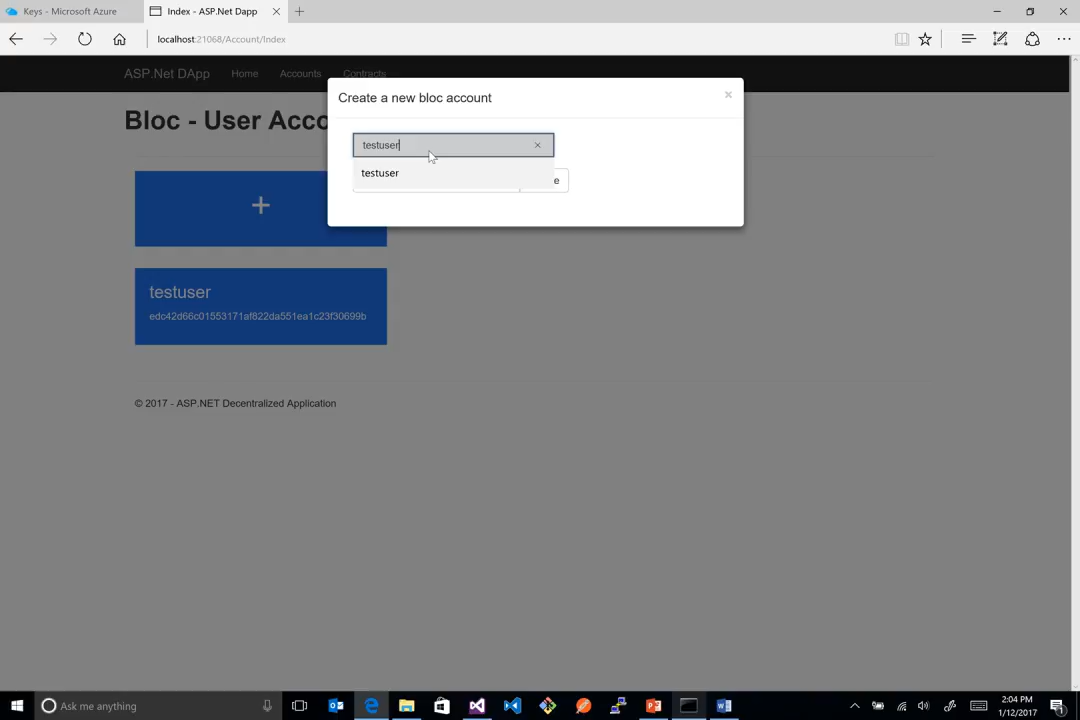 Keys - Microsoft Azure
Index - ASP.Net Dapp
localhost:21068/Account/Index
ASP.Net DApp
Home
Accounts
Contracts
Create a new bloc account
Bloc - User Acco
testuser
testuser
e
testuser
edc42d66c01553171af822da551ea1c23f30699b
© 2017 - ASP.NET Decentralized Application
Ask me anything
2:04 PM
1/12/2017